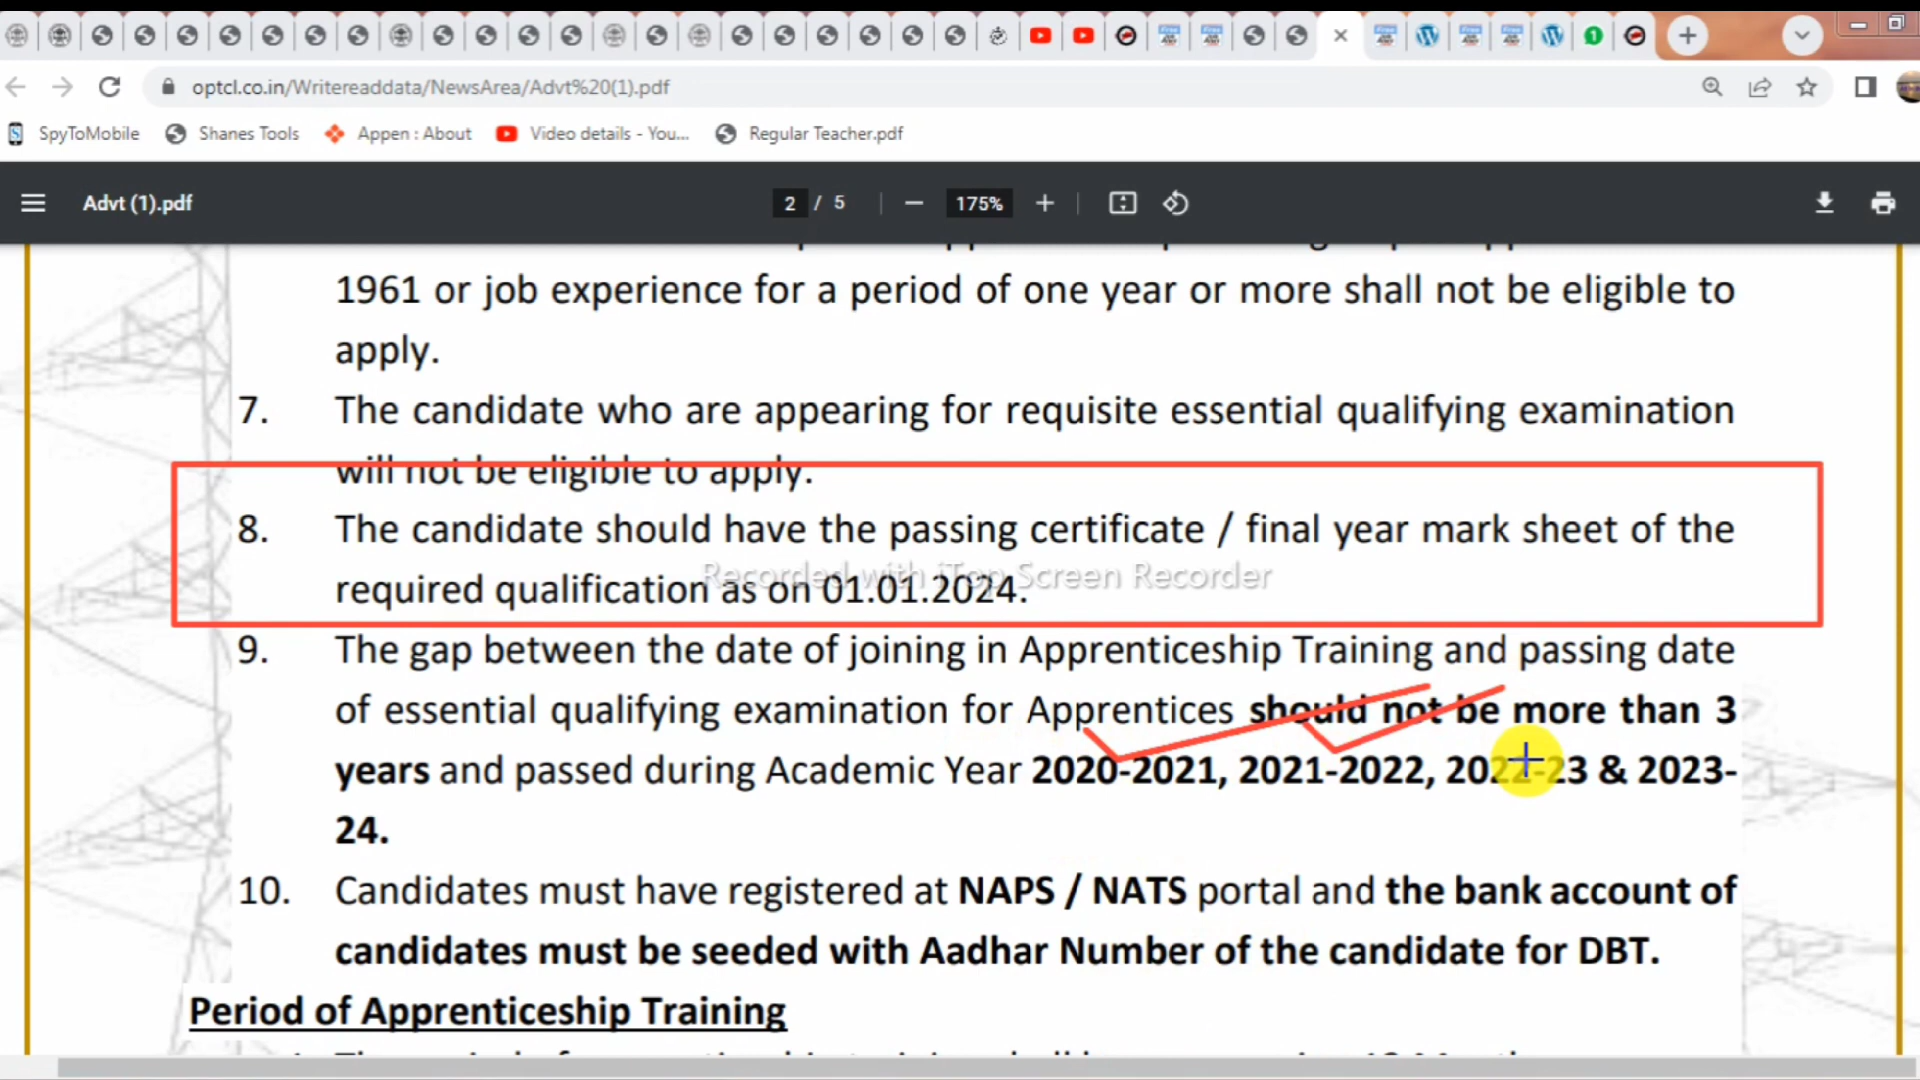 optcl.co.in/Writereaddata/NewsArea/Advt%20(1).pdf
SpyToMobile Shanes Tools Appen : About Video details - You... Regular Teacher.pdf
Advt (1).pdf 2 / 5 175%
1961 or job experience for a period of one year or more shall not be eligible to
apply.
7. The candidate who are appearing for requisite essential qualifying examination
will not be eligible to apply.
8. The candidate should have the passing certificate / final year mark sheet of the
Recorded with iTop Screen Recorder
required qualification as on 01.01.2024.
9. The gap between the date of joining in Apprenticeship Training and passing date
of essential qualifying examination for Apprentices should not be more than 3
years and passed during Academic Year 2020-2021, 2021-2022, 2022-23 & 2023-
24.
10. Candidates must have registered at NAPS / NATS portal and the bank account of
candidates must be seeded with Aadhar Number of the candidate for DBT.
Period of Apprenticeship Training